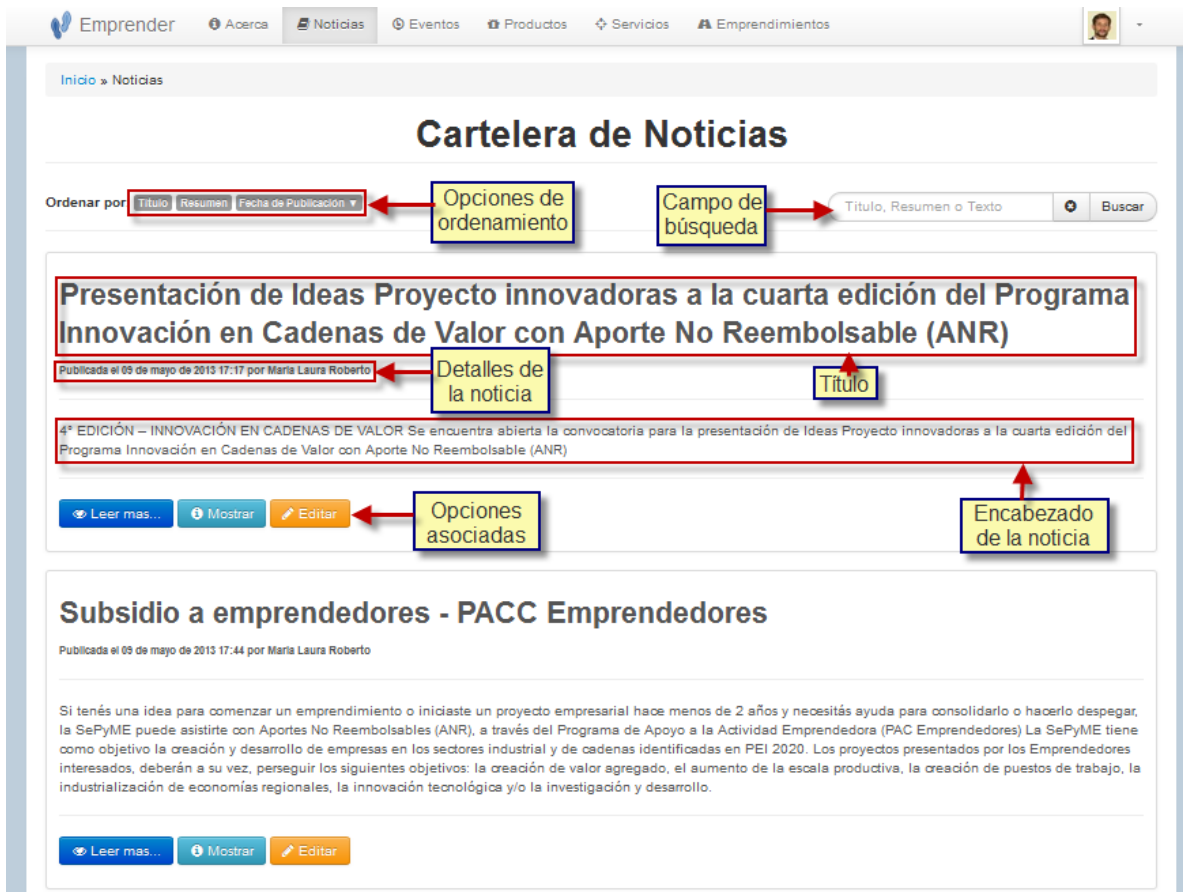 Emprender Acerca Noticias Eventos Productos Servicios Emprendimientos
Inicio » Noticias
Cartelera de Noticias
Ordenar por Título Resumen Fecha de Publicación ▼
Opciones de
ordenamiento
Campo de
búsqueda
Título, Resumen o Texto Buscar
Presentación de Ideas Proyecto innovadoras a la cuarta edición del Programa
Innovación en Cadenas de Valor con Aporte No Reembolsable (ANR)
Publicada el 09 de mayo de 2013 17:17 por Maria Laura Roberto
Detalles de
la noticia
Título
4° EDICIÓN – INNOVACIÓN EN CADENAS DE VALOR Se encuentra abierta la convocatoria para la presentación de Ideas Proyecto innovadoras a la cuarta edición del
Programa Innovación en Cadenas de Valor con Aporte No Reembolsable (ANR)
Leer mas... Mostrar Editar
Opciones
asociadas
Encabezado
de la noticia
Subsidio a emprendedores - PACC Emprendedores
Publicada el 09 de mayo de 2013 17:44 por Maria Laura Roberto
Si tenés una idea para comenzar un emprendimiento o iniciaste un proyecto empresarial hace menos de 2 años y necesitás ayuda para consolidarlo o hacerlo despegar,
la SePyME puede asistirte con Aportes No Reembolsables (ANR), a través del Programa de Apoyo a la Actividad Emprendedora (PAC Emprendedores) La SePyME tiene
como objetivo la creación y desarrollo de empresas en los sectores industrial y de cadenas identificadas en PEI 2020. Los proyectos presentados por los Emprendedores
interesados, deberán a su vez, perseguir los siguientes objetivos: la creación de valor agregado, el aumento de la escala productiva, la creación de puestos de trabajo, la
industrialización de economías regionales, la innovación tecnológica y/o la investigación y desarrollo.
Leer mas... Mostrar Editar